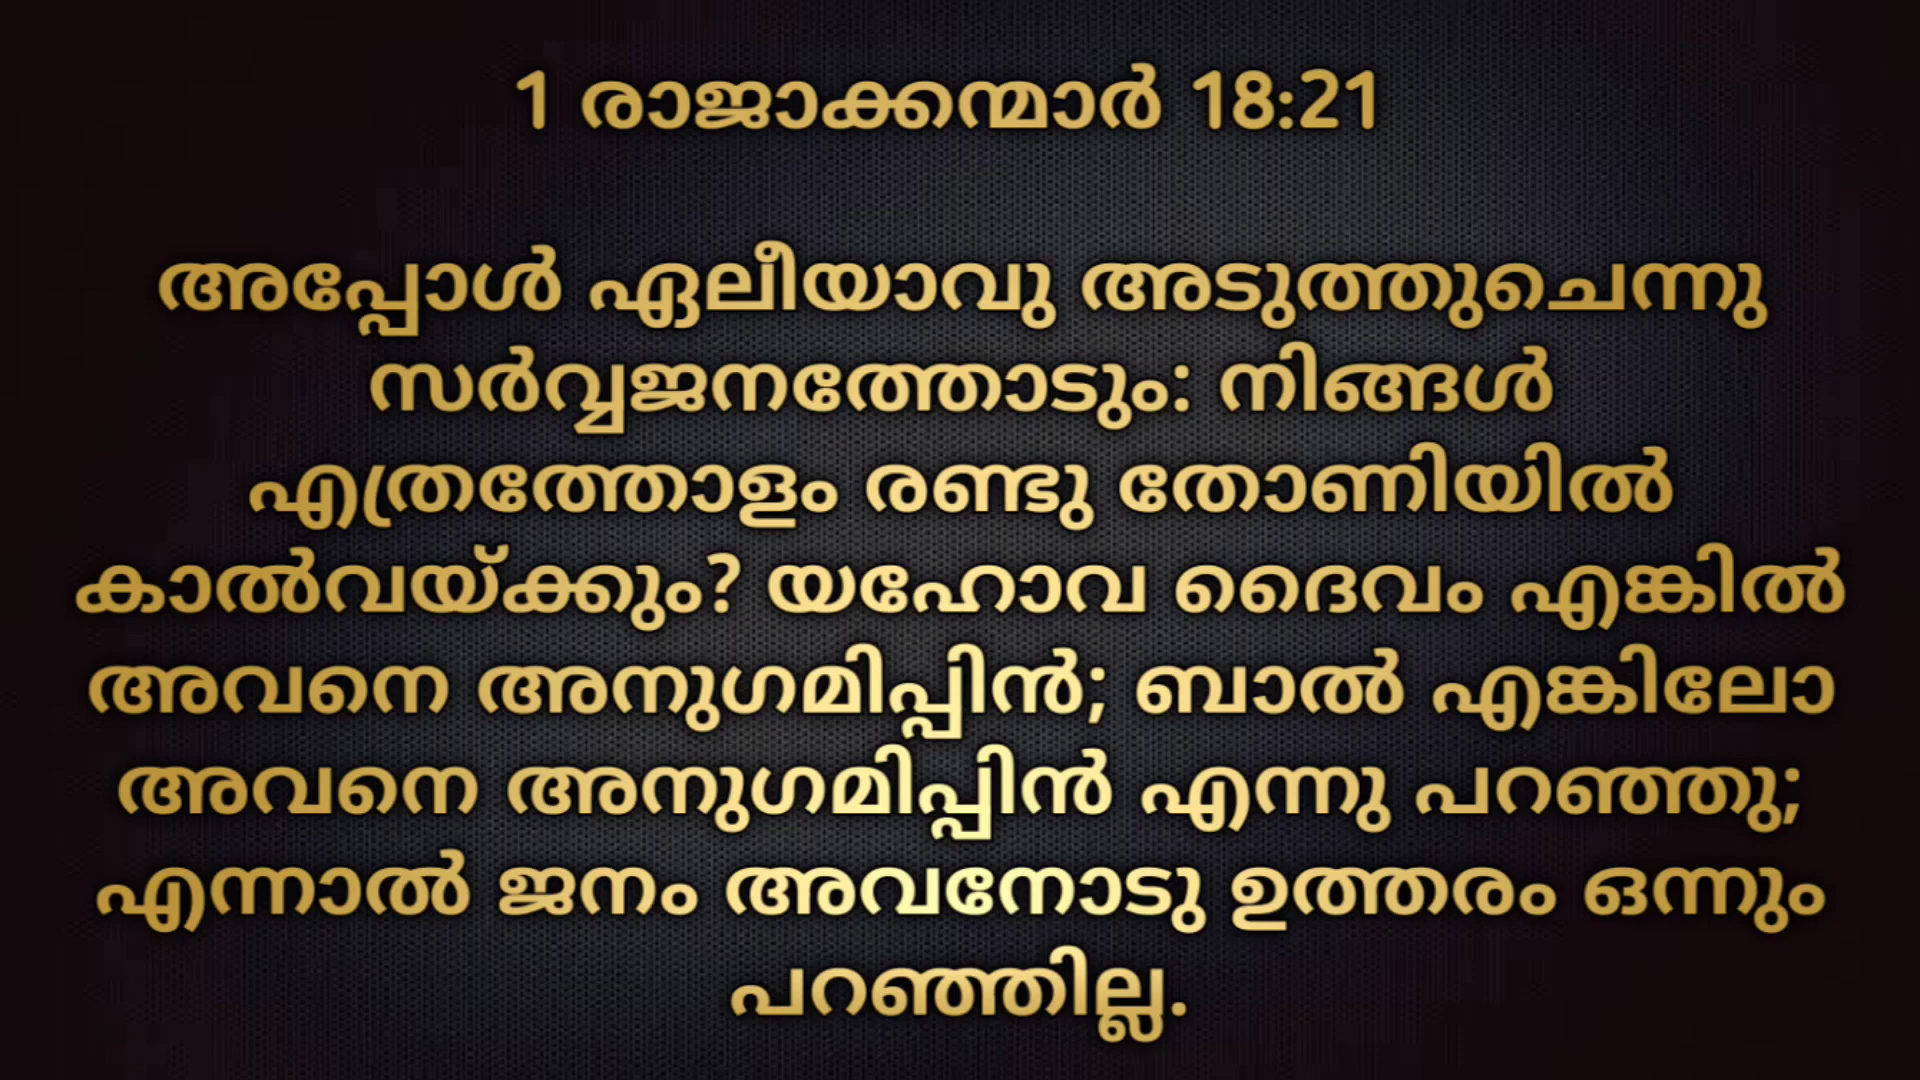 1 രാജാക്കന്മാർ 18:21
അപ്പോൾ ഏലീയാവു അടുത്തുചെന്നു
സർവ്വജനത്തോടും: നിങ്ങൾ
എത്രത്തോളം രണ്ടു തോണിയിൽ
കാൽവയ്ക്കും? യഹോവ ദൈവം എങ്കിൽ
അവനെ അനുഗമിപ്പിൻ; ബാൽ എങ്കിലോ
അവനെ അനുഗമിപ്പിൻ എന്നു പറഞ്ഞു;
എന്നാൽ ജനം അവനോടു ഉത്തരം ഒന്നും
പറഞ്ഞില്ല.